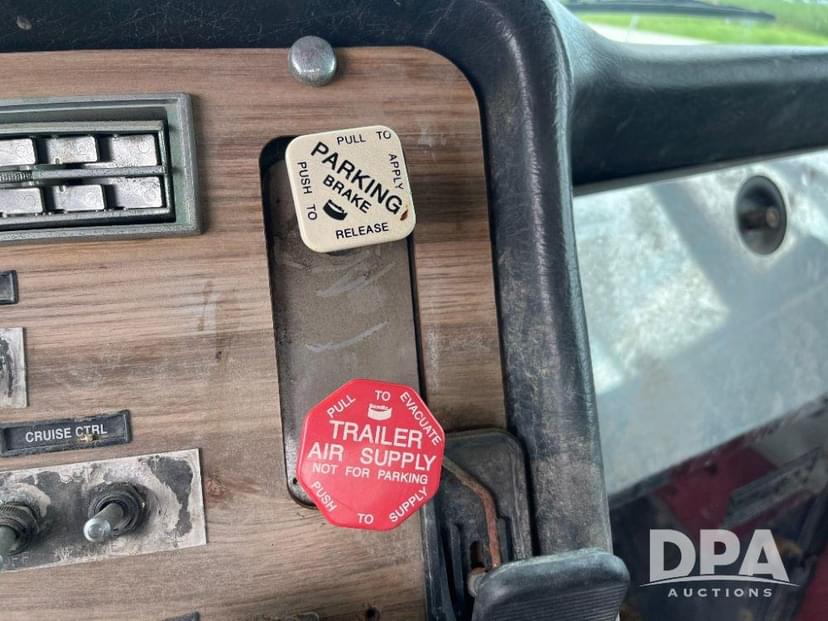 PULL TO APPLY
PARKING
BRAKE
PUSH TO
RELEASE
PULL TO EVACUATE
Bendix
TRAILER
AIR SUPPLY
NOT FOR PARKING
PUSH TO SUPPLY
CRUISE CTRL
DPA
AUCTIONS